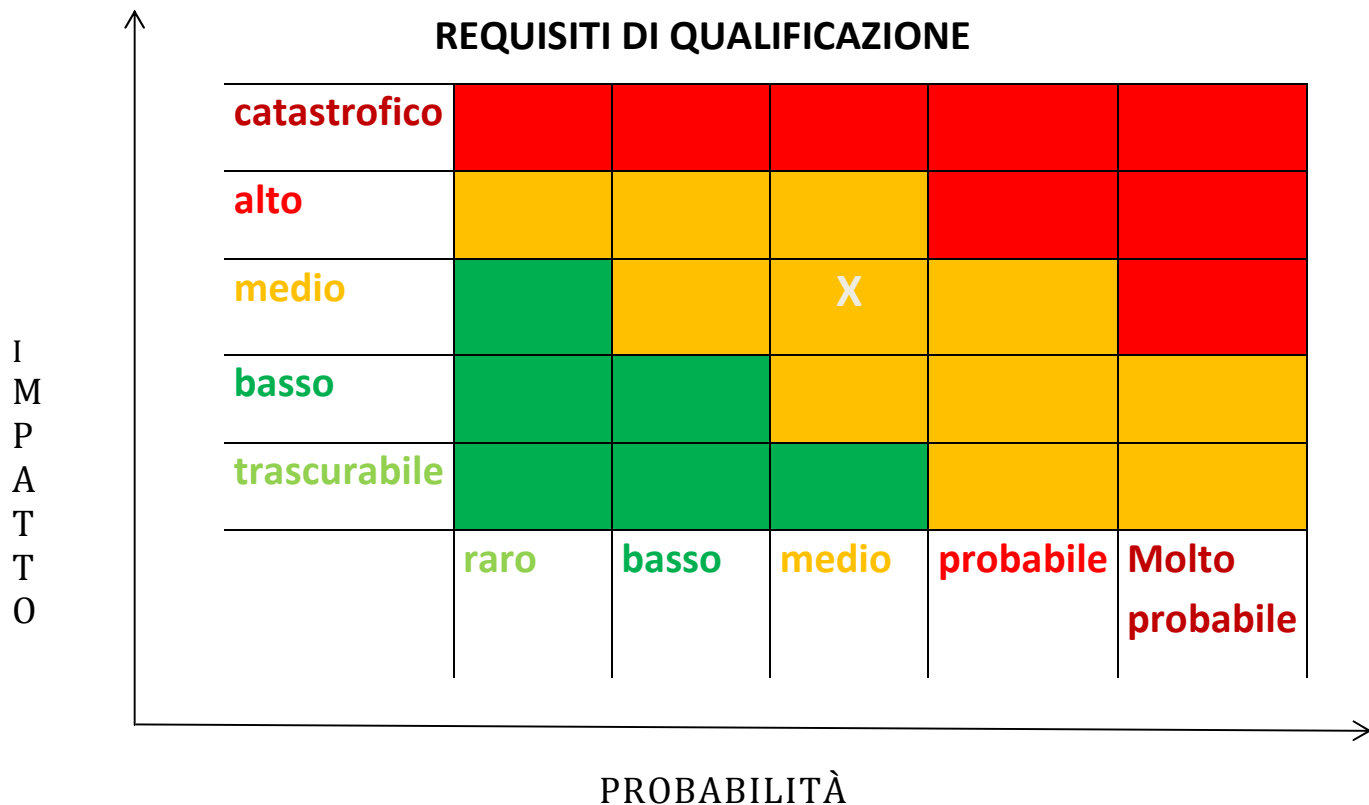 REQUISITI DI QUALIFICAZIONE
catastrofico
alto
medio X
basso
trascurabile
raro basso medio probabile Molto
probabile
I
M
P
A
T
T
O
PROBABILITÀ